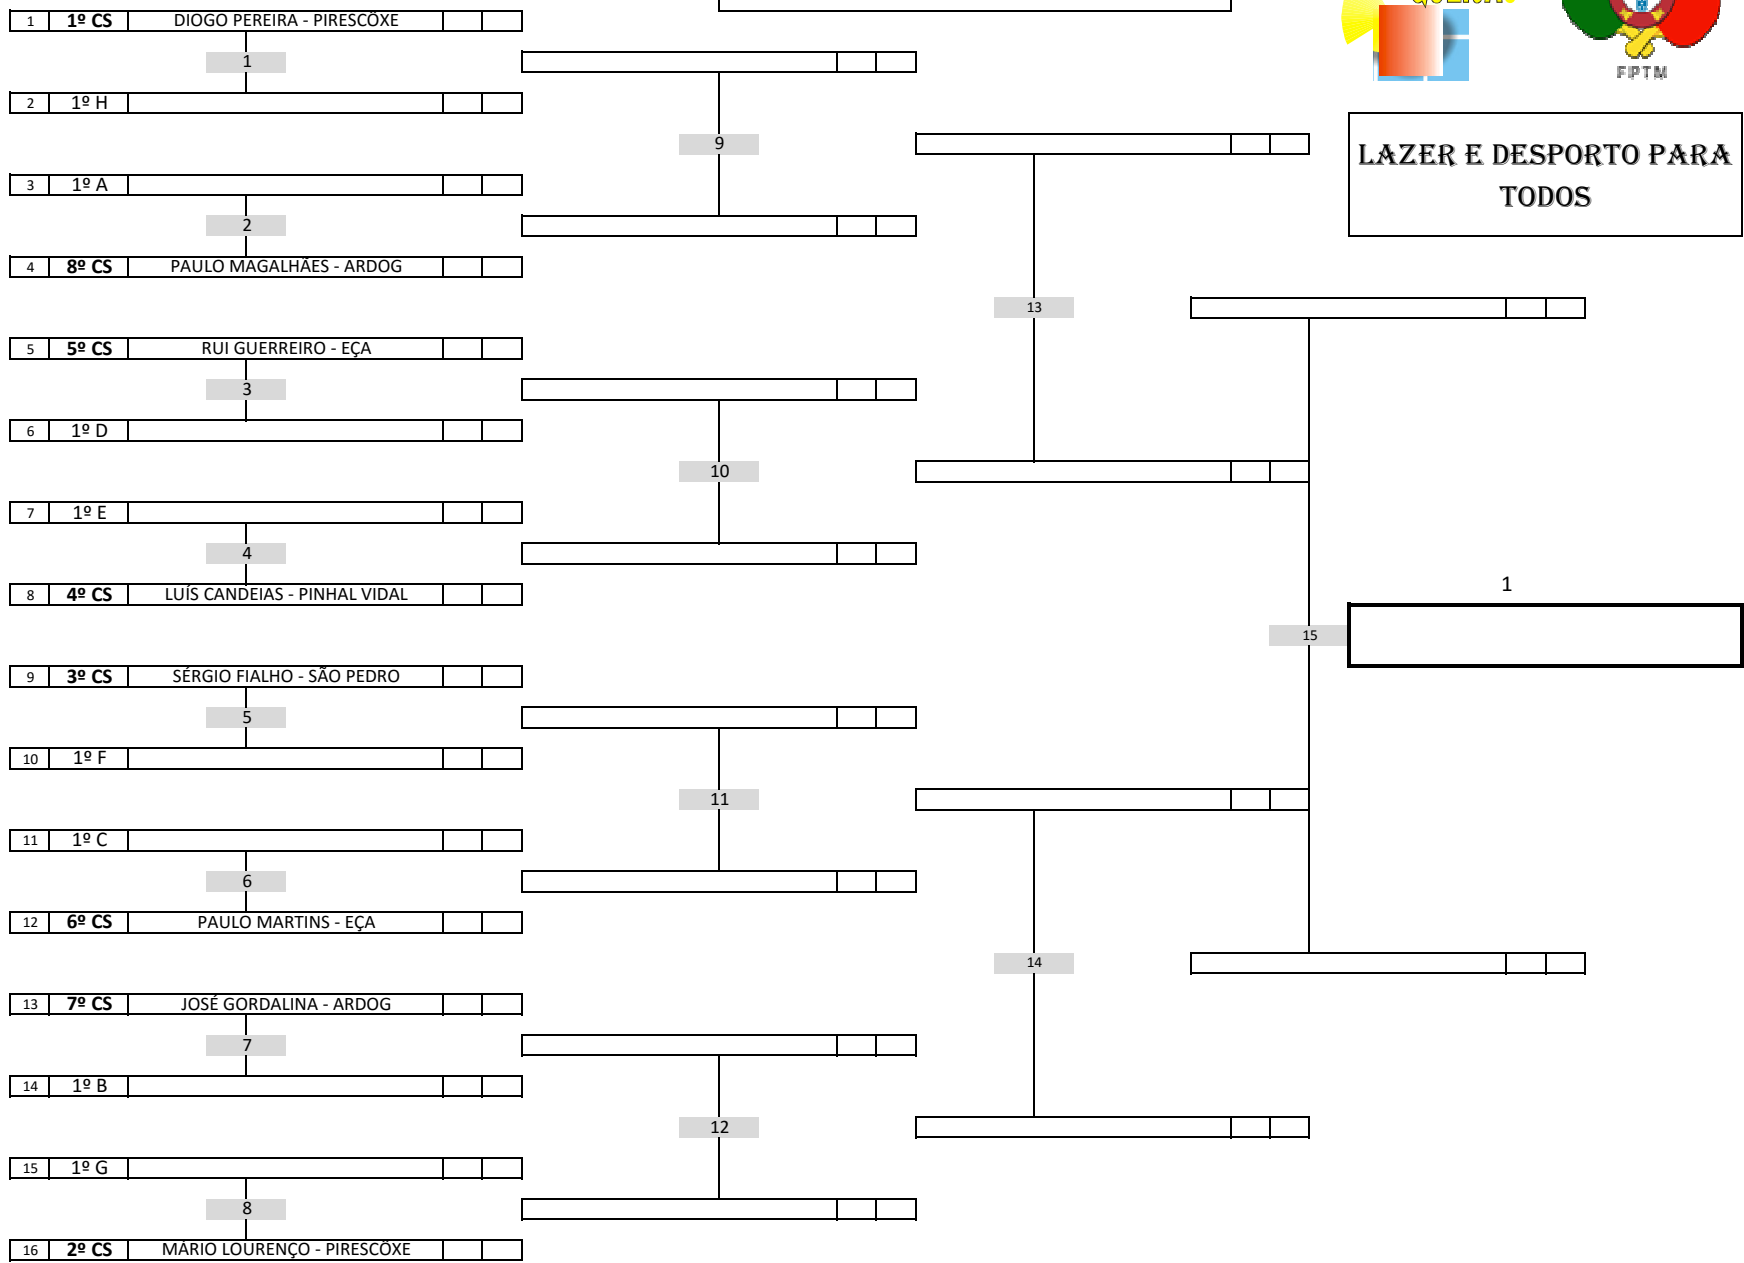 1 1º CS DIOGO PEREIRA - PIRESCÔXE
1
2 1º H
9
3 1º A
2
4 8º CS PAULO MAGALHÃES - ARDOG
13
5 5º CS RUI GUERREIRO - EÇA
3
6 1º D
10
7 1º E
4
8 4º CS LUÍS CANDEIAS - PINHAL VIDAL
9 3º CS SÉRGIO FIALHO - SÃO PEDRO
5
10 1º F
11
11 1º C
6
12 6º CS PAULO MARTINS - EÇA
14
13 7º CS JOSÉ GORDALINA - ARDOG
7
14 1º B
12
15 1º G
8
16 2º CS MÁRIO LOURENÇO - PIRESCÔXE
FPTM
LAZER E DESPORTO PARA
TODOS
1
15